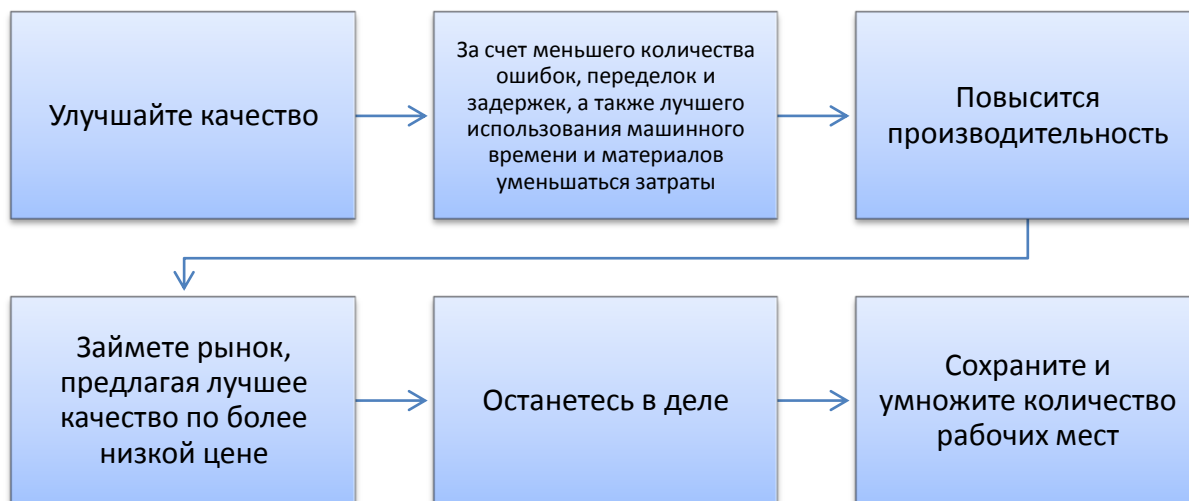 Улучшайте качество
За счет меньшего количества
ошибок, переделок и
задержек, а также лучшего
использования машинного
времени и материалов
уменьшаться затраты
Повысится
производительность
Займете рынок,
предлагая лучшее
качество по более
низкой цене
Останетесь в деле
Сохраните и
умножите количество
рабочих мест